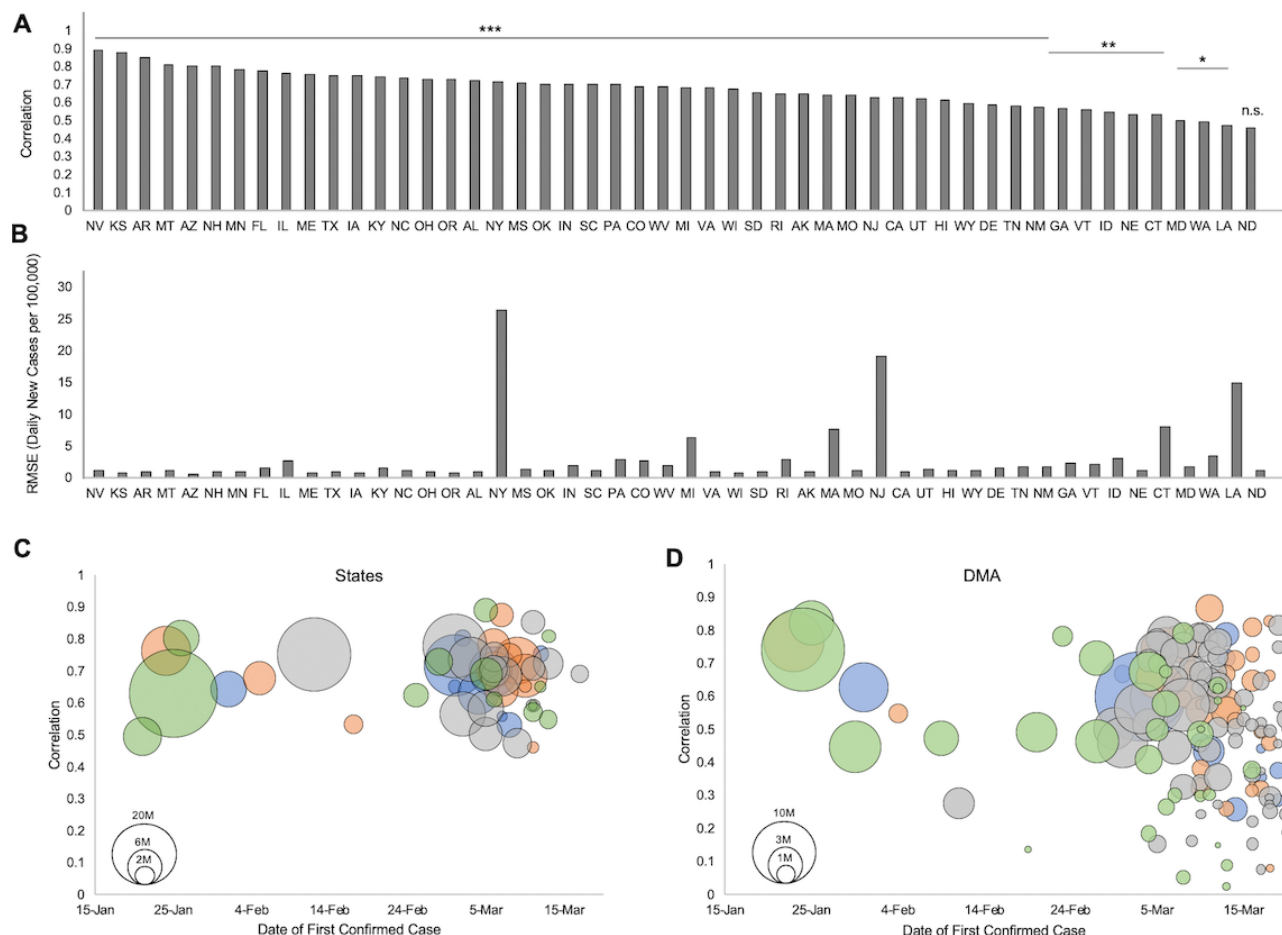 A
Correlation
1
0.9
0.8
0.7
0.6
0.5
0.4
0.3
0.2
0.1
0
***
**
*
n.s.
NV KS AR MT AZ NH MN FL IL ME TX IA KY NC OH OR AL NY MS OK IN SC PA CO WV MI VA WI SD RI AK MA MO NJ CA UT HI WY DE TN NM GA VT ID NE CT MD WA LA ND
B
RMSE (Daily New Cases per 100,000)
30
25
20
15
10
5
0
NV KS AR MT AZ NH MN FL IL ME TX IA KY NC OH OR AL NY MS OK IN SC PA CO WV MI VA WI SD RI AK MA MO NJ CA UT HI WY DE TN NM GA VT ID NE CT MD WA LA ND
C
States
Correlation
1
0.9
0.8
0.7
0.6
0.5
0.4
0.3
0.2
0.1
0
20M
6M
2M
15-Jan 25-Jan 4-Feb 14-Feb 24-Feb 5-Mar 15-Mar
Date of First Confirmed Case
D
DMA
Correlation
1
0.9
0.8
0.7
0.6
0.5
0.4
0.3
0.2
0.1
0
10M
3M
1M
15-Jan 25-Jan 4-Feb 14-Feb 24-Feb 5-Mar 15-Mar
Date of First Confirmed Case